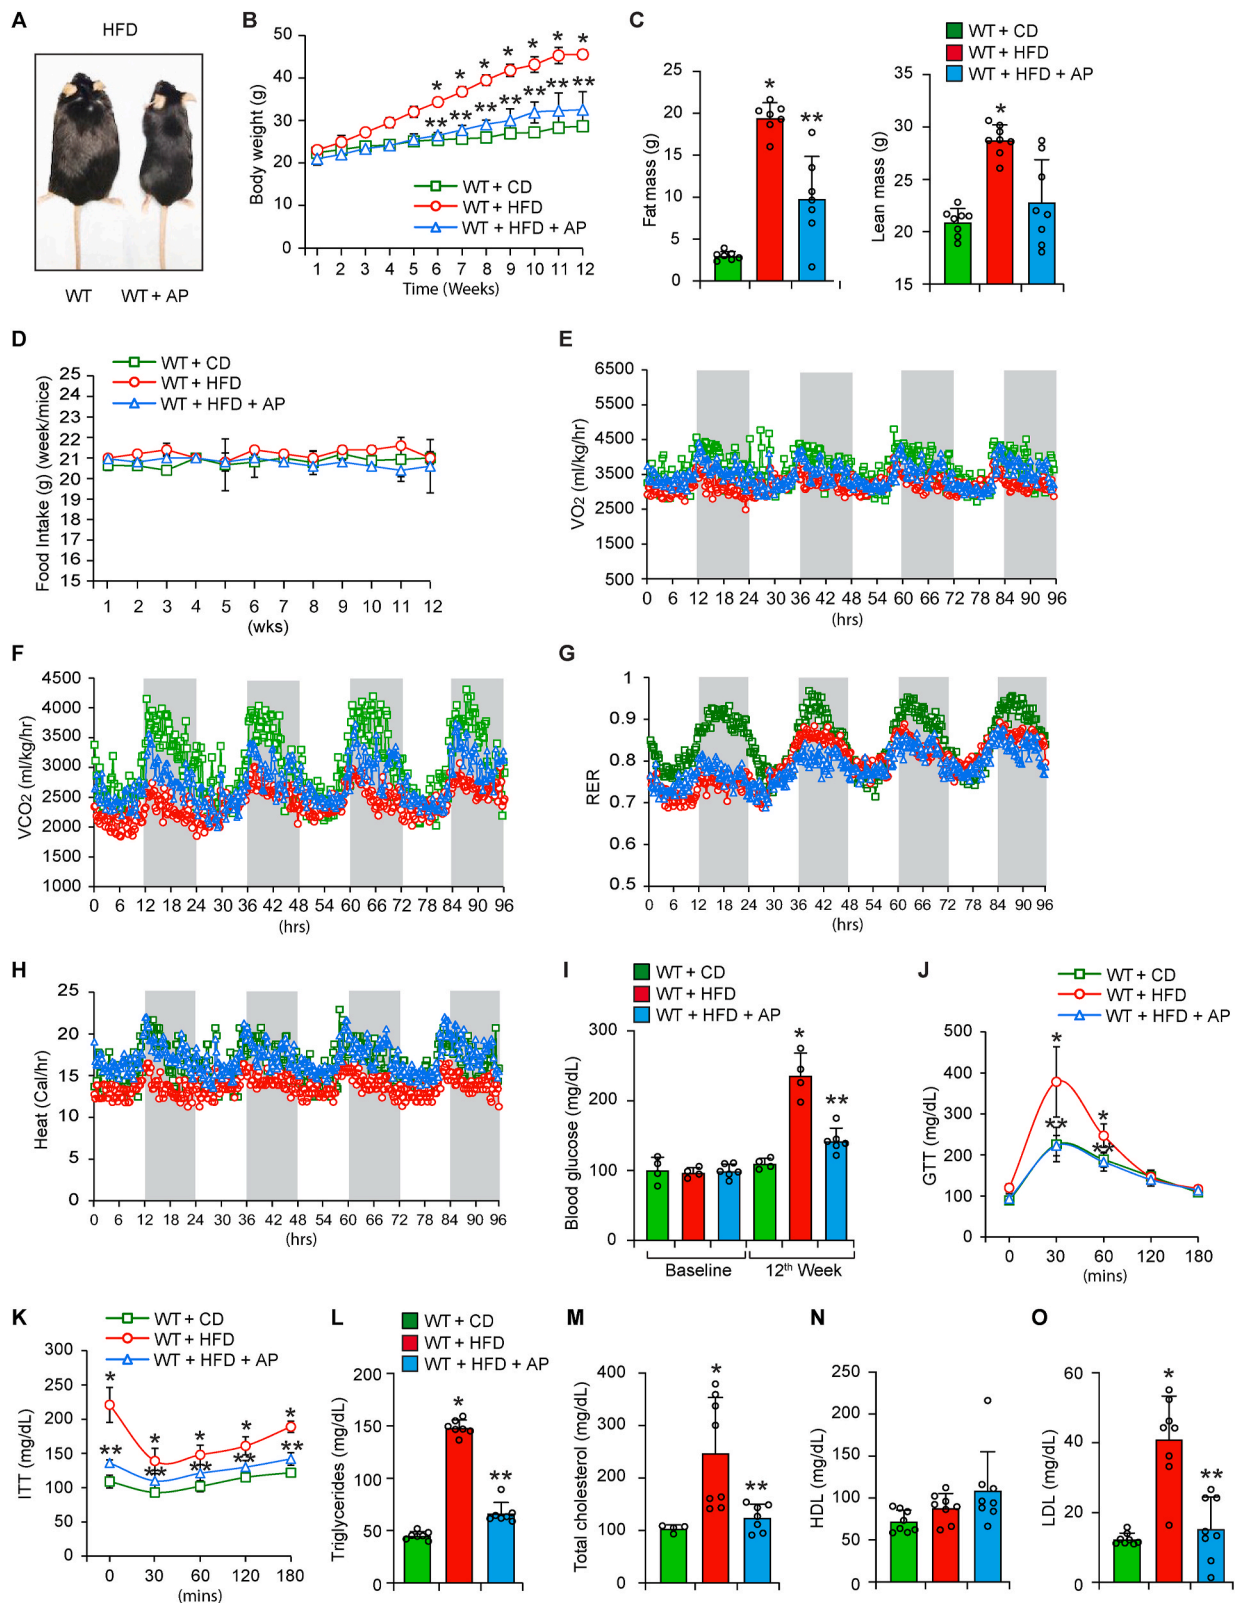 A
HFD
WT
WT + AP
B
Body weight (g)
50
40
30
20
10
0
* * * * * * *
** ** ** ** ** ** **
WT + CD
WT + HFD
WT + HFD + AP
1 2 3 4 5 6 7 8 9 10 11 12
Time (Weeks)
C
WT + CD
WT + HFD
WT + HFD + AP
Fat mass (g)
25
20
15
10
5
0
*
**
Lean mass (g)
35
30
25
20
15
*
D
WT + CD
WT + HFD
WT + HFD + AP
Food Intake (g) (week/mice)
25
24
22
21
21
20
19
18
17
16
15
1 2 3 4 5 6 7 8 9 10 11 12
(wks)
E
VO2 (ml/kg/hr)
6500
5500
4500
3500
2500
1500
500
0 6 12 18 24 30 36 42 48 54 60 66 72 78 84 90 96
(hrs)
F
VCO2 (ml/kg/hr)
4500
4000
3500
3000
2500
2000
1500
1000
0 6 12 18 24 30 36 42 48 54 60 66 72 78 84 90 96
(hrs)
G
RER
1
0.9
0.8
0.7
0.6
0.5
0 6 12 18 24 30 36 42 48 54 60 66 72 78 84 90 96
(hrs)
H
Heat (Cal/hr)
25
20
15
10
5
0
0 6 12 18 24 30 36 42 48 54 60 66 72 78 84 90 96
(hrs)
I
WT + CD
WT + HFD
WT + HFD + AP
Blood glucose (mg/dL)
300
200
100
0
*
**
Baseline
12th Week
J
WT + CD
WT + HFD
WT + HFD + AP
GTT (mg/dL)
500
400
300
200
100
0
* *
** **
0 30 60 120 180
(mins)
K
WT + CD
WT + HFD
WT + HFD + AP
ITT (mg/dL)
300
250
200
150
100
50
0
* * * * *
** ** ** ** **
0 30 60 120 180
(mins)
L
WT + CD
WT + HFD
WT + HFD + AP
Triglycerides (mg/dL)
200
150
100
50
0
*
**
M
Total cholesterol (mg/dL)
400
300
200
100
0
*
**
N
HDL (mg/dL)
250
200
150
100
50
0
O
LDL (mg/dL)
60
40
20
0
*
**